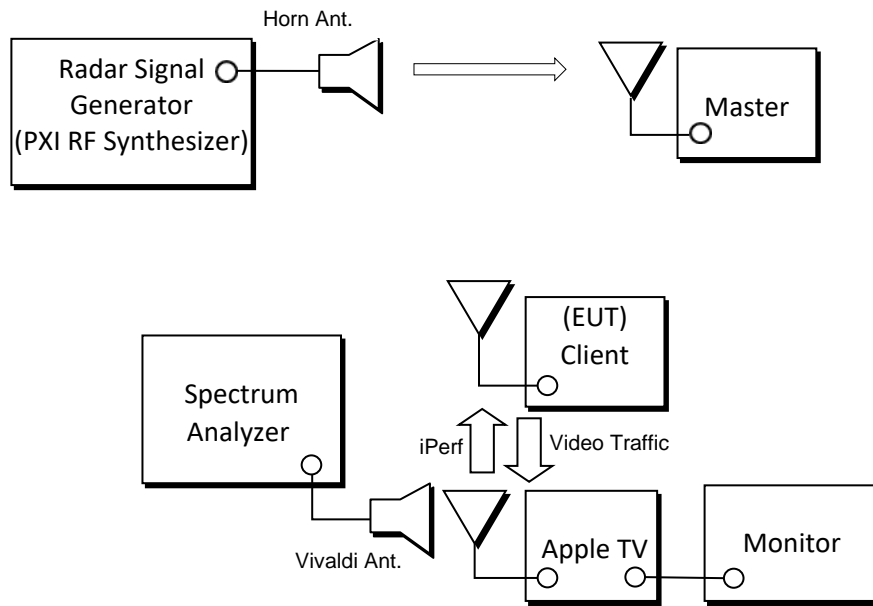 Horn Ant.
Radar Signal
Generator
(PXI RF Synthesizer)
Master
(EUT)
Client
Spectrum
Analyzer
iPerf
Video Traffic
Vivaldi Ant.
Apple TV
Monitor